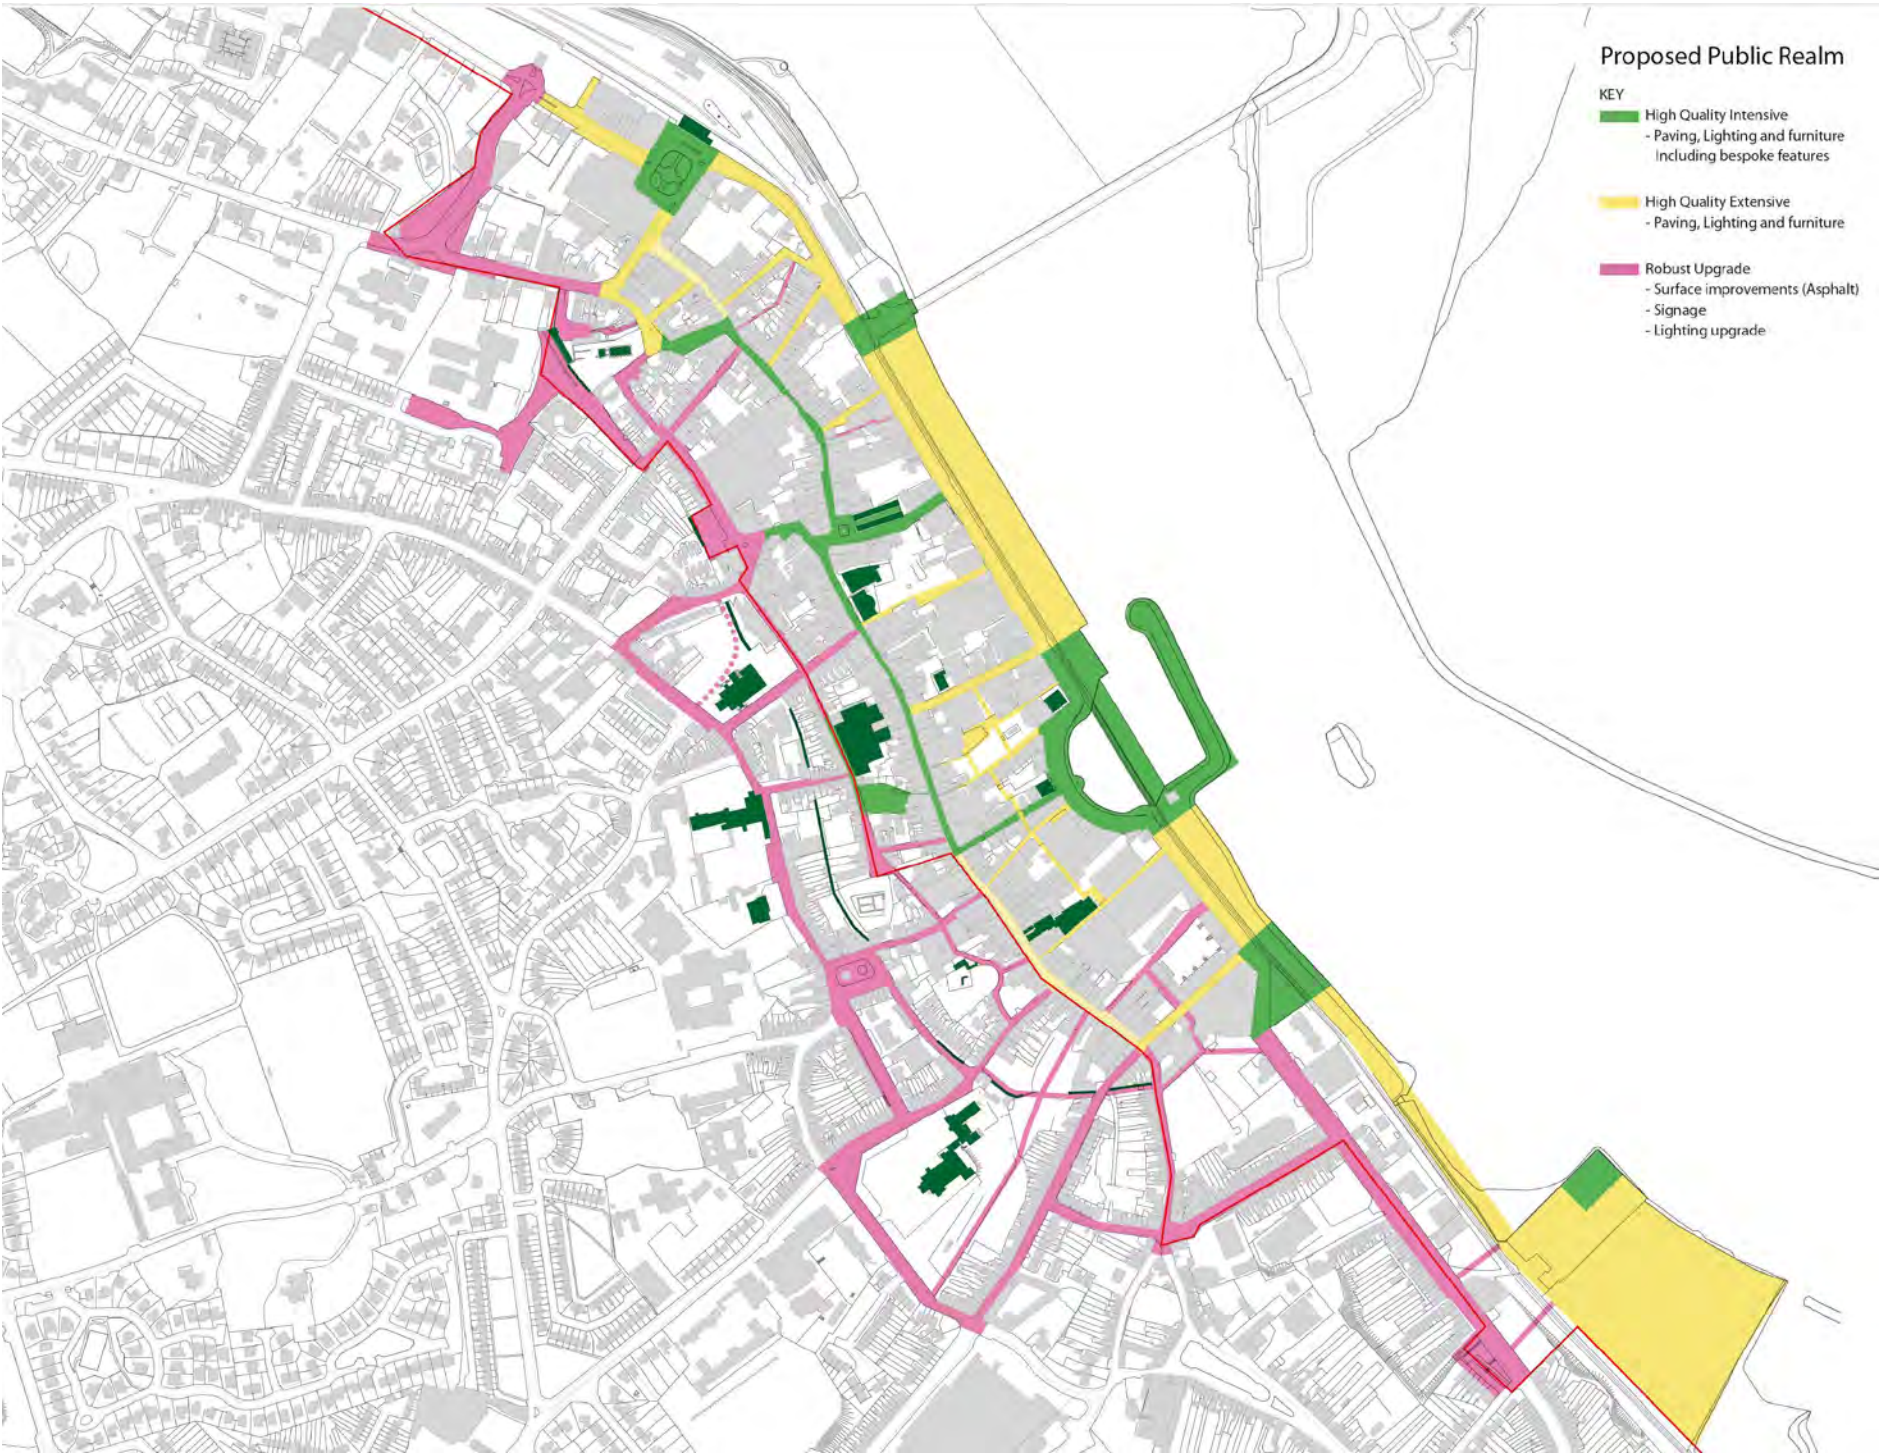 Proposed Public Realm
KEY
High Quality Intensive
- Paving, Lighting and furniture
Including bespoke features
High Quality Extensive
- Paving, Lighting and furniture
Robust Upgrade
- Surface improvements (Asphalt)
- Signage
- Lighting upgrade